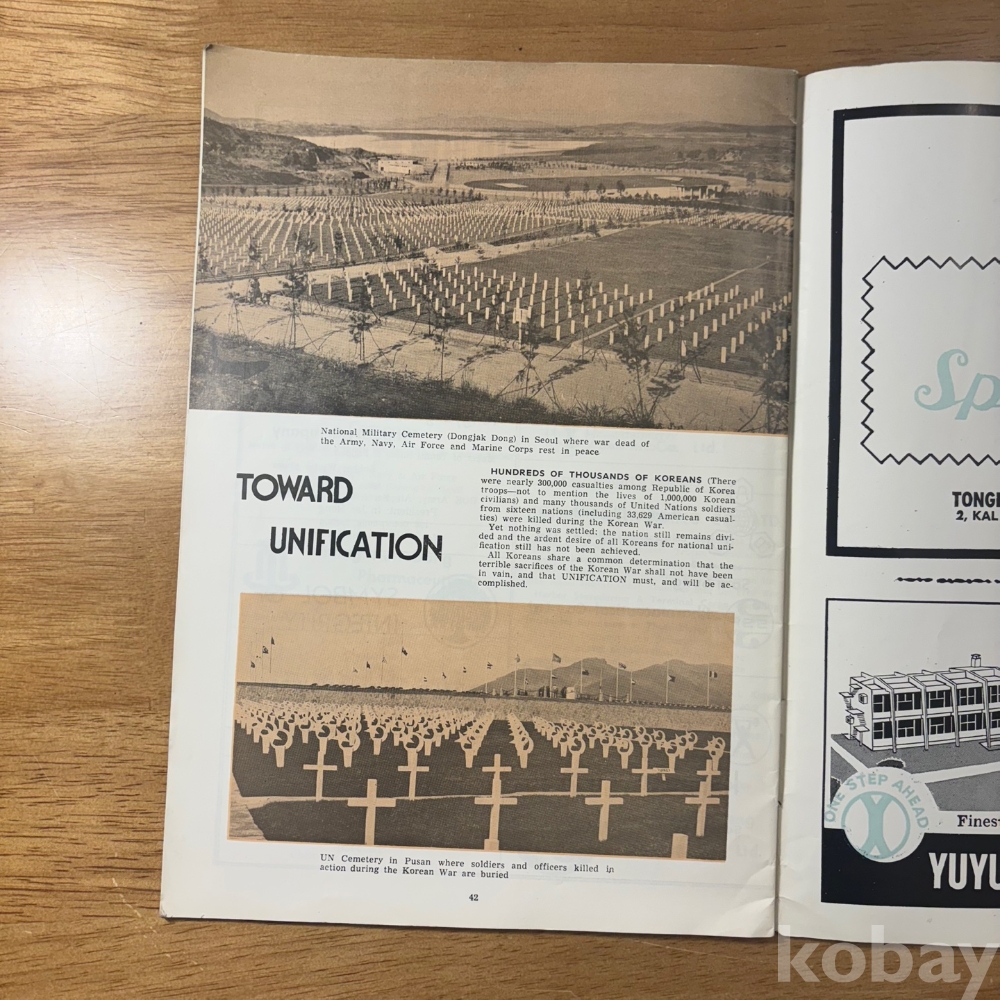 National Military Cemetery (Dongjak Dong) in Seoul where war dead of
the Army, Navy, Air Force and Marine Corps rest in peace
TOWARD
UNIFICATION
HUNDREDS OF THOUSANDS OF KOREANS (There
were nearly 300,000 casualties among Republic of Korea
troops—not to mention the lives of 1,000,000 Korean
civilians) and many thousands of United Nations soldiers
from sixteen nations (including 33,629 American casual-
ties) were killed during the Korean War.
Yet nothing was settled: the nation still remains divi-
ded and the ardent desire of all Koreans for national uni-
fication still has not been achieved.
All Koreans share a common determination that the
terrible sacrifices of the Korean War shall not have been
in vain, and that UNIFICATION must, and will be ac-
complished.
UN Cemetery in Pusan where soldiers and officers killed in
action during the Korean War are buried
42
Sp
TONG
2, KAL
ONE STEP AHEAD
Fines
YUYU
kobay